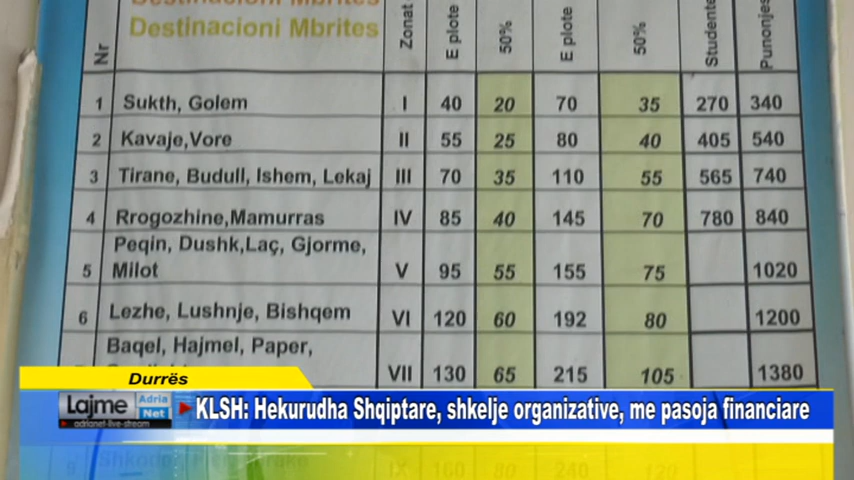 Destinacioni Mbrites
Destinacioni Mbrites
Nr Zonat E plote 50% E plote 50% Studente Punonjes
1 Sukth, Golem I 40 20 70 35 270 340
2 Kavaje,Vore II 55 25 80 40 405 540
3 Tirane, Budull, Ishem, Lekaj III 70 35 110 55 565 740
4 Rrogozhine,Mamurras IV 85 40 145 70 780 840
Peqin, Dushk,Laç, Gjorme,
5 Milot V 95 55 155 75 1020
6 Lezhe, Lushnje, Bishqem VI 120 60 192 80 1200
Baqel, Hajmel, Paper,
VII 130 65 215 105 1380
Durrës
Lajme Adria Net
adrianet-live-stream
KLSH: Hekurudha Shqiptare, shkelje organizative, me pasoja financiare
IX 160 80 240 120